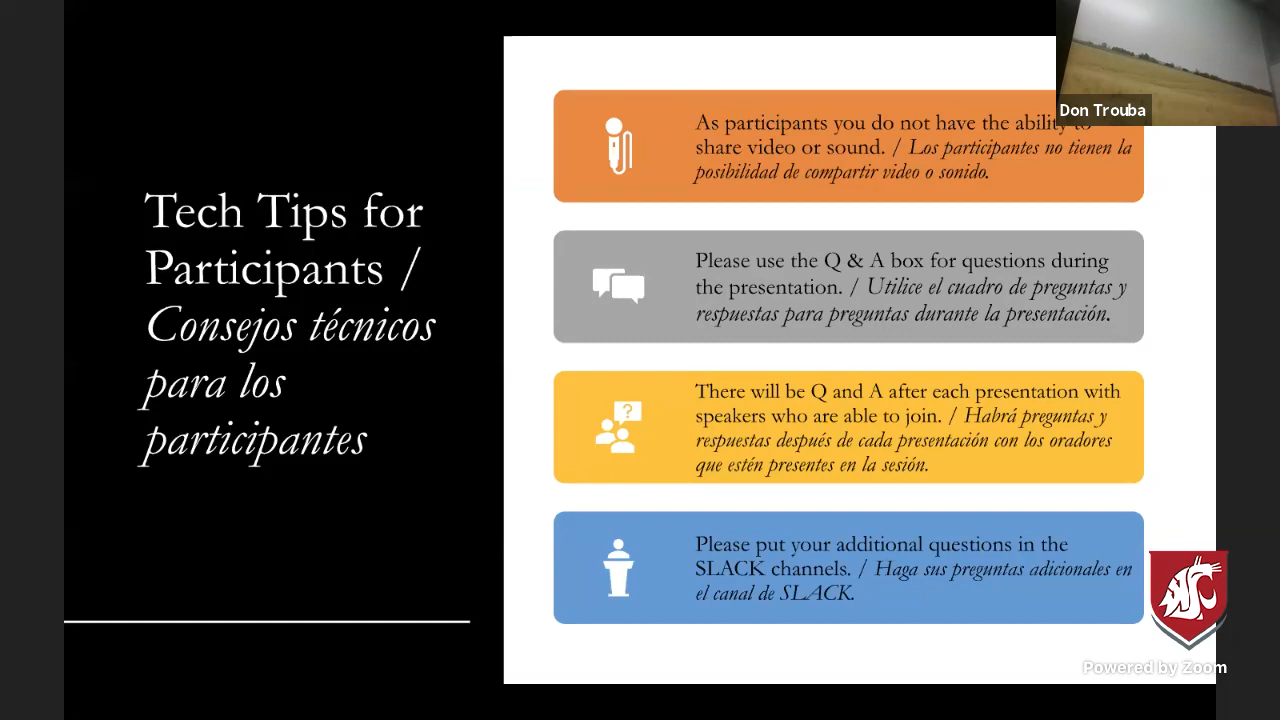 Tech Tips for
Participants /
Consejos técnicos
para los
participantes
Don Trouba
As participants you do not have the ability to
share video or sound. / Los participantes no tienen la
posibilidad de compartir video o sonido.
Please use the Q & A box for questions during
the presentation. / Utilice el cuadro de preguntas y
respuestas para preguntas durante la presentación.
?
There will be Q and A after each presentation with
speakers who are able to join. / Habrá preguntas y
respuestas después de cada presentación con los oradores
que estén presentes en la sesión.
Please put your additional questions in the
SLACK channels. / Haga sus preguntas adicionales en
el canal de SLACK.
Powered by Zoom